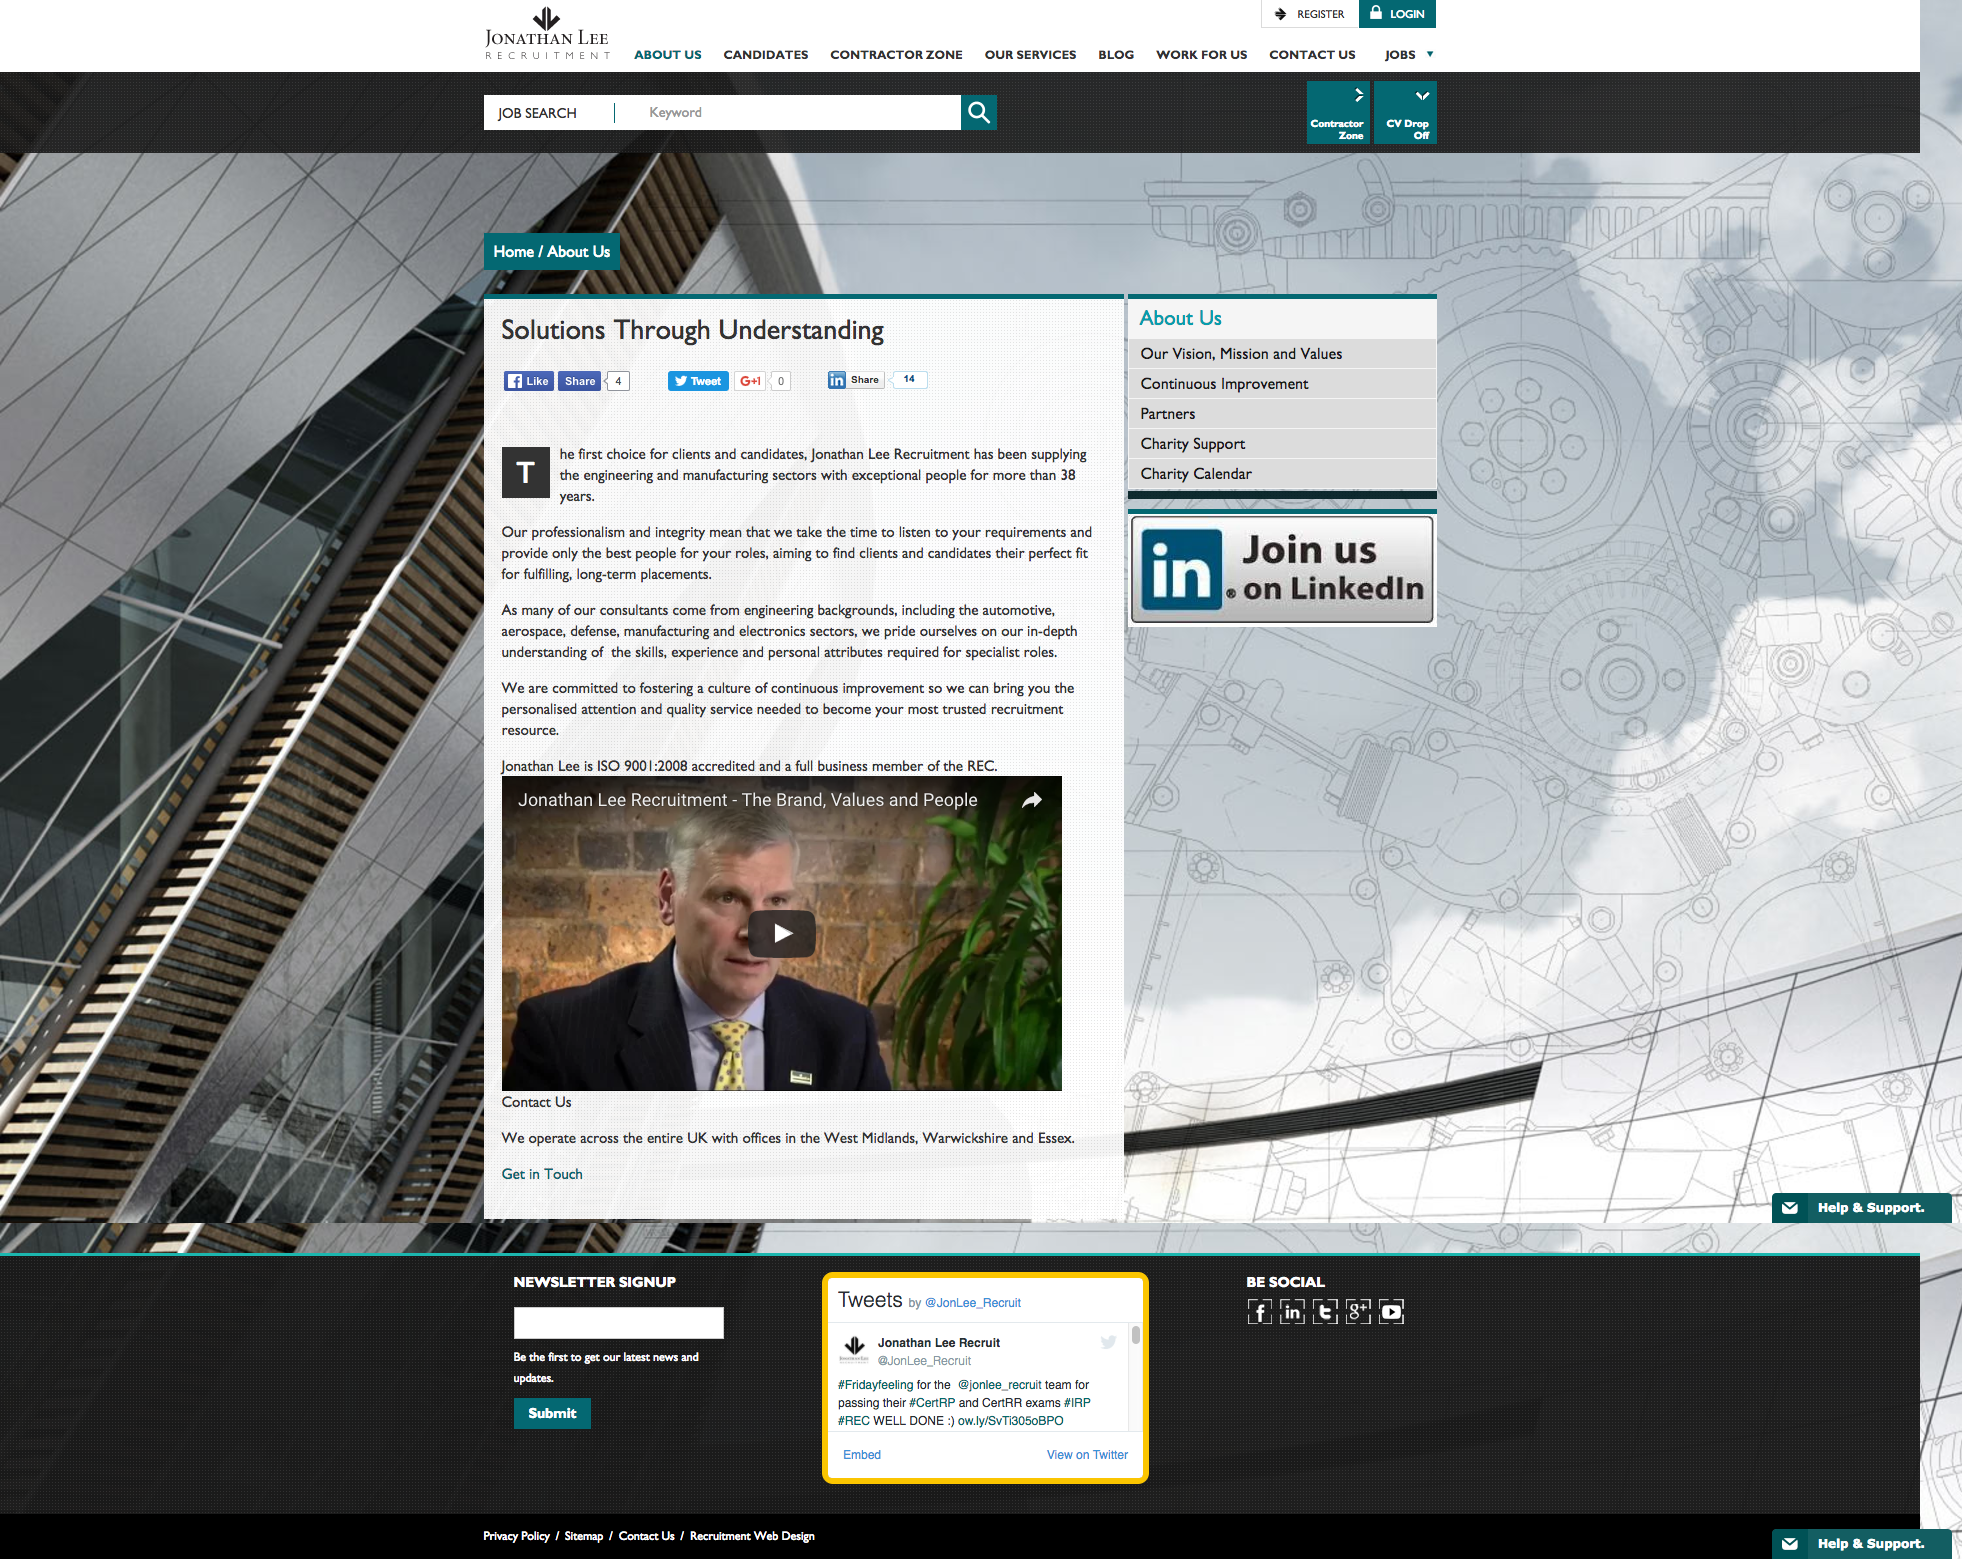 JONATHAN LEE
RECRUITMENT
REGISTER
LOGIN
ABOUT US
CANDIDATES
CONTRACTOR ZONE
OUR SERVICES
BLOG
WORK FOR US
CONTACT US
JOBS
JOB SEARCH
Keyword
Contractor
Zone
CV Drop
Off
Home / About Us
Solutions Through Understanding
Like
Share
4
Tweet
G+1
0
in Share
14
The first choice for clients and candidates, Jonathan Lee Recruitment has been supplying
the engineering and manufacturing sectors with exceptional people for more than 38
years.
Our professionalism and integrity mean that we take the time to listen to your requirements and
provide only the best people for your roles, aiming to find clients and candidates their perfect fit
for fulfilling, long-term placements.
As many of our consultants come from engineering backgrounds, including the automotive,
aerospace, defense, manufacturing and electronics sectors, we pride ourselves on our in-depth
understanding of the skills, experience and personal attributes required for specialist roles.
We are committed to fostering a culture of continuous improvement so we can bring you the
personalised attention and quality service needed to become your most trusted recruitment
resource.
Jonathan Lee is ISO 9001:2008 accredited and a full business member of the REC.
Jonathan Lee Recruitment - The Brand, Values and People
Contact Us
We operate across the entire UK with offices in the West Midlands, Warwickshire and Essex.
Get in Touch
About Us
Our Vision, Mission and Values
Continuous Improvement
Partners
Charity Support
Charity Calendar
in® Join us
on LinkedIn
Help & Support.
NEWSLETTER SIGNUP
Be the first to get our latest news and
updates.
Submit
Tweets by @JonLee_Recruit
Jonathan Lee Recruit
@JonLee_Recruit
#Fridayfeeling for the @jonlee_recruit team for
passing their #CertRP and CertRR exams #IRP
#REC WELL DONE :) ow.ly/SvTi305oBPO
Embed
View on Twitter
BE SOCIAL
Privacy Policy / Sitemap / Contact Us / Recruitment Web Design
Help & Support.